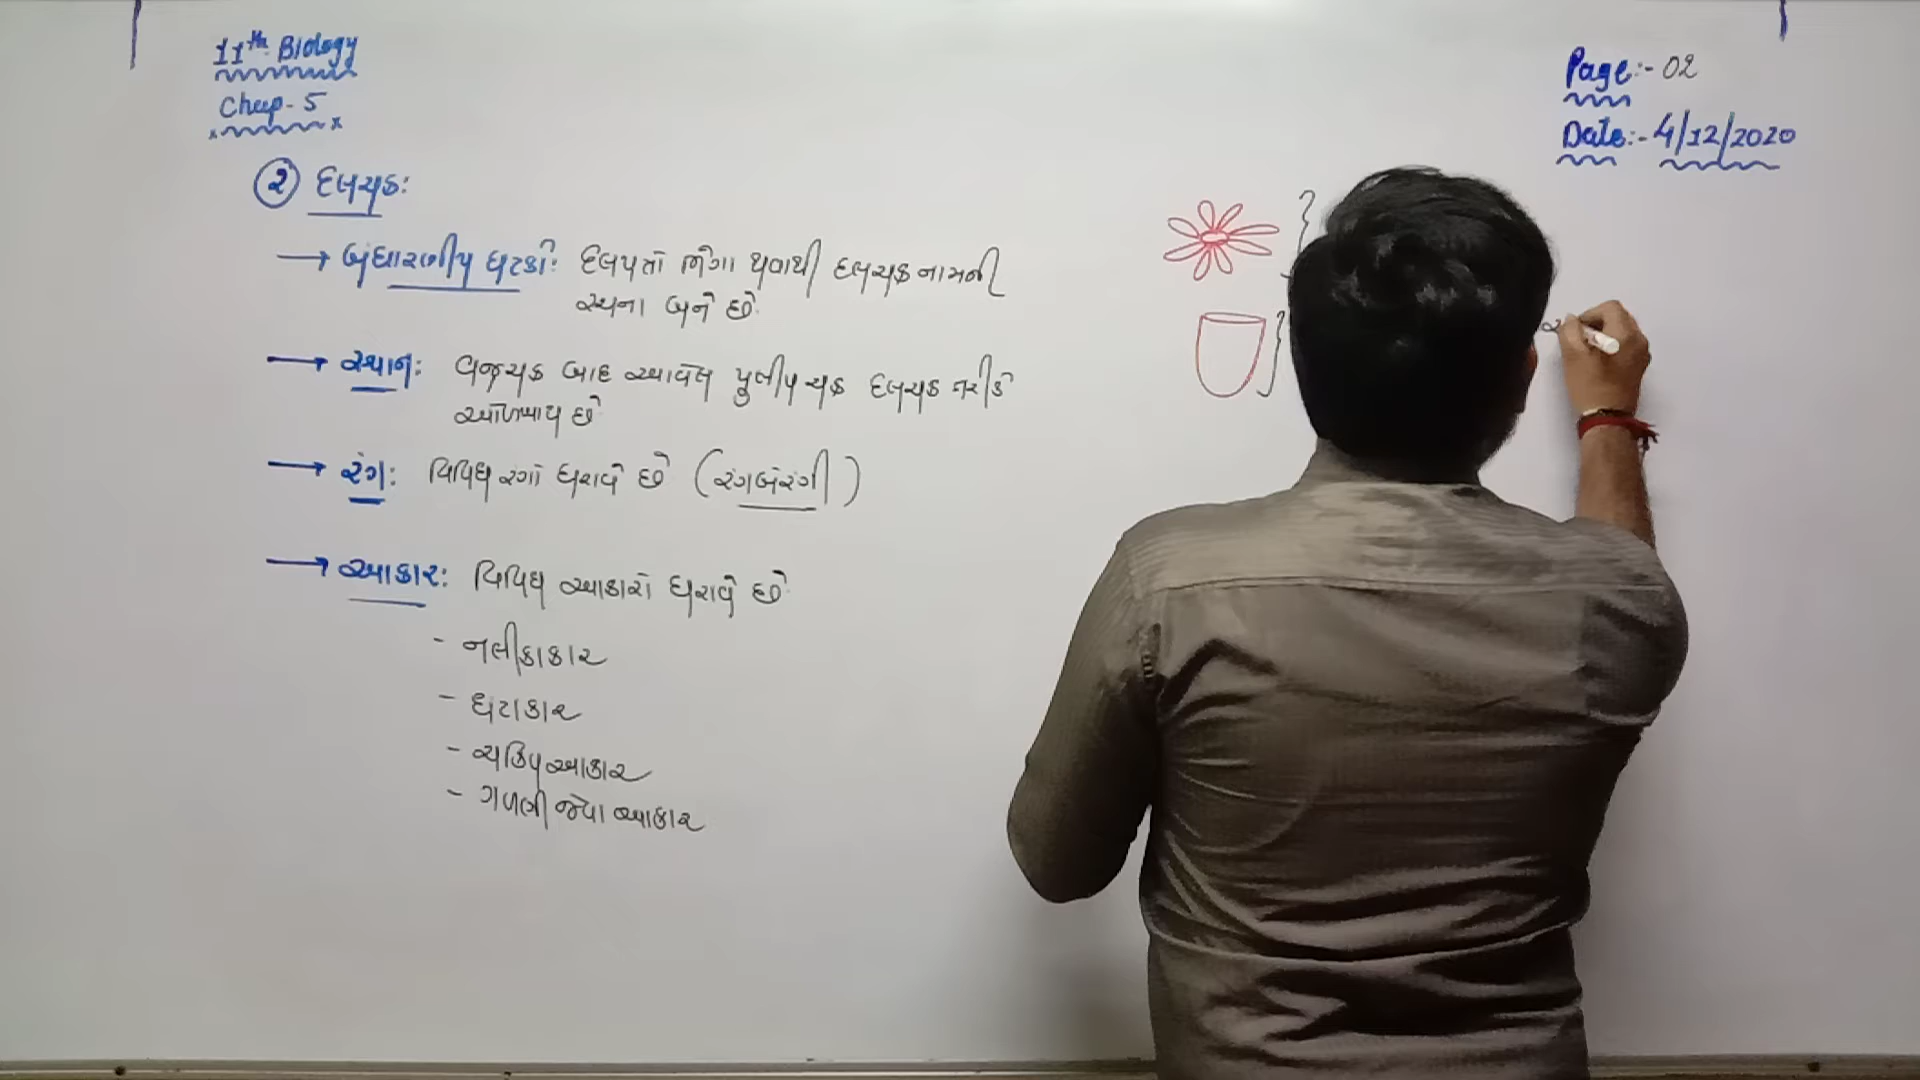 11th Biology
Chap-5
Page:- 02
Date:- 4/12/2020
(૨) દલચક્ર:
→ બંધારણીય ઘટકો: દલપત્રો ભેગા થવાથી દલચક્ર નામની
રચના બને છે.
→ સ્થાન: વજ્રચક્ર બાદ આવેલ પુષ્પીય ચક્ર દલચક્ર તરીકે
ઓળખાય છે
→ રંગ: વિવિધ રંગો ધરાવે છે (રંગબેરંગી)
→ આકાર: વિવિધ આકારો ધરાવે છે
- નલીકાકાર
- ઘંટાકાર
- ચક્રિય આકાર
- ગળણી જેવો આકાર